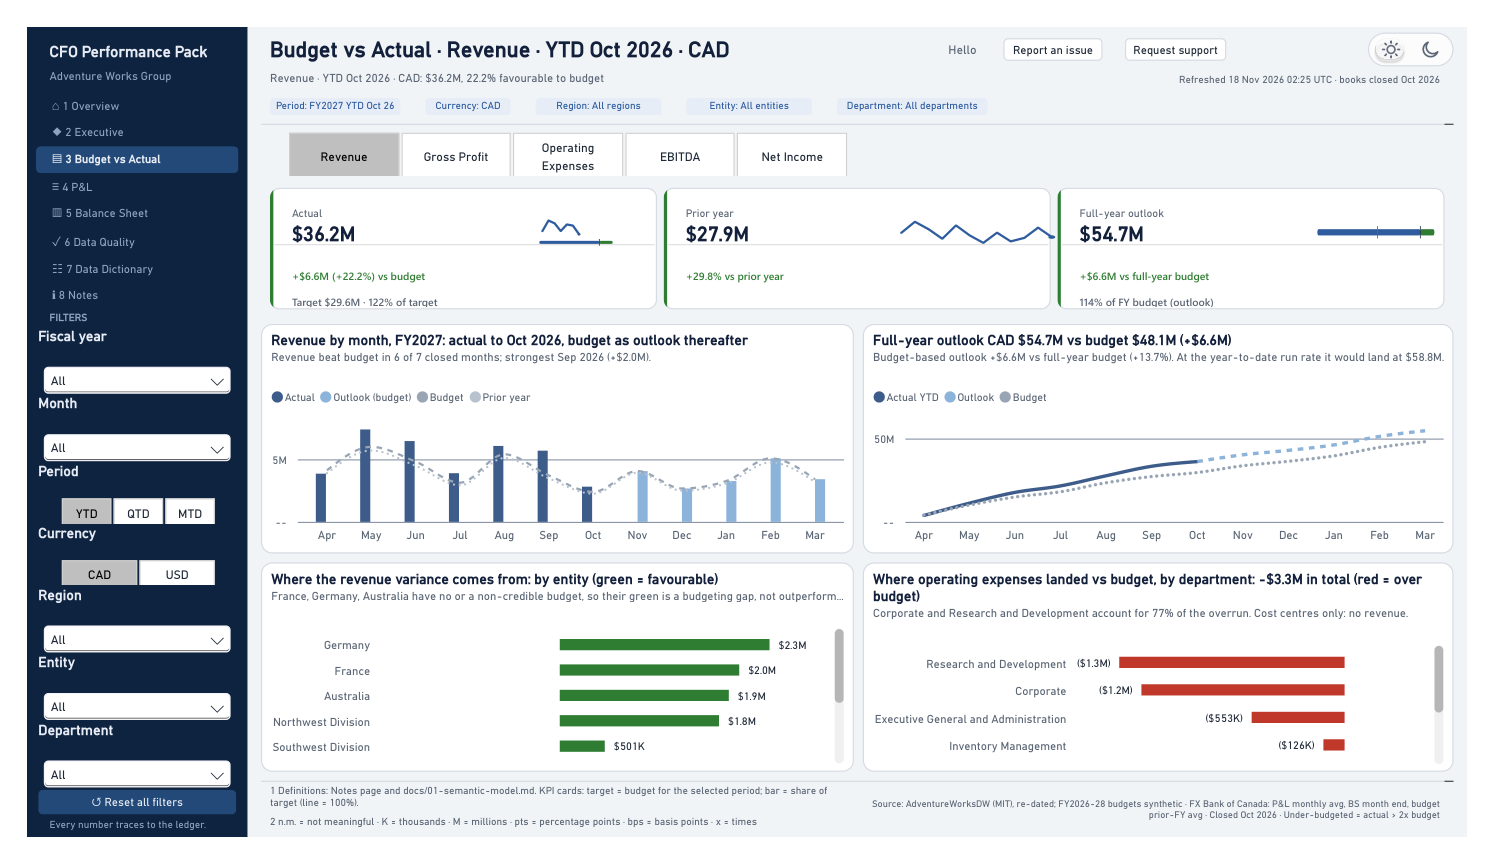 CFO Performance Pack
Adventure Works Group
⌂ 1 Overview
◆ 2 Executive
▤ 3 Budget vs Actual
≡ 4 P&L
▥ 5 Balance Sheet
✓ 6 Data Quality
☷ 7 Data Dictionary
ℹ 8 Notes
FILTERS
Fiscal year
All
Month
All
Period
YTD QTD MTD
Currency
CAD USD
Region
All
Entity
All
Department
All
↺ Reset all filters
Every number traces to the ledger.
Budget vs Actual · Revenue · YTD Oct 2026 · CAD
Hello
Report an issue
Request support
Revenue · YTD Oct 2026 · CAD: $36.2M, 22.2% favourable to budget
Refreshed 18 Nov 2026 02:25 UTC · books closed Oct 2026
Period: FY2027 YTD Oct 26
Currency: CAD
Region: All regions
Entity: All entities
Department: All departments
Revenue
Gross Profit
Operating
Expenses
EBITDA
Net Income
Actual
$36.2M
+$6.6M (+22.2%) vs budget
Target $29.6M · 122% of target
Prior year
$27.9M
+29.8% vs prior year
Full-year outlook
$54.7M
+$6.6M vs full-year budget
114% of FY budget (outlook)
Revenue by month, FY2027: actual to Oct 2026, budget as outlook thereafter
Revenue beat budget in 6 of 7 closed months; strongest Sep 2026 (+$2.0M).
Actual Outlook (budget) Budget Prior year
5M
--
Apr May Jun Jul Aug Sep Oct Nov Dec Jan Feb Mar
Full-year outlook CAD $54.7M vs budget $48.1M (+$6.6M)
Budget-based outlook +$6.6M vs full-year budget (+13.7%). At the year-to-date run rate it would land at $58.8M.
Actual YTD Outlook Budget
50M
--
Apr May Jun Jul Aug Sep Oct Nov Dec Jan Feb Mar
Where the revenue variance comes from: by entity (green = favourable)
France, Germany, Australia have no or a non-credible budget, so their green is a budgeting gap, not outperform...
Germany $2.3M
France $2.0M
Australia $1.9M
Northwest Division $1.8M
Southwest Division $501K
Where operating expenses landed vs budget, by department: -$3.3M in total (red = over
budget)
Corporate and Research and Development account for 77% of the overrun. Cost centres only: no revenue.
Research and Development ($1.3M)
Corporate ($1.2M)
Executive General and Administration ($553K)
Inventory Management ($126K)
1 Definitions: Notes page and docs/01-semantic-model.md. KPI cards: target = budget for the selected period; bar = share of
target (line = 100%).
2 n.m. = not meaningful · K = thousands · M = millions · pts = percentage points · bps = basis points · x = times
Source: AdventureWorksDW (MIT), re-dated; FY2026-28 budgets synthetic · FX Bank of Canada: P&L monthly avg, BS month end, budget
prior-FY avg · Closed Oct 2026 · Under-budgeted = actual > 2x budget